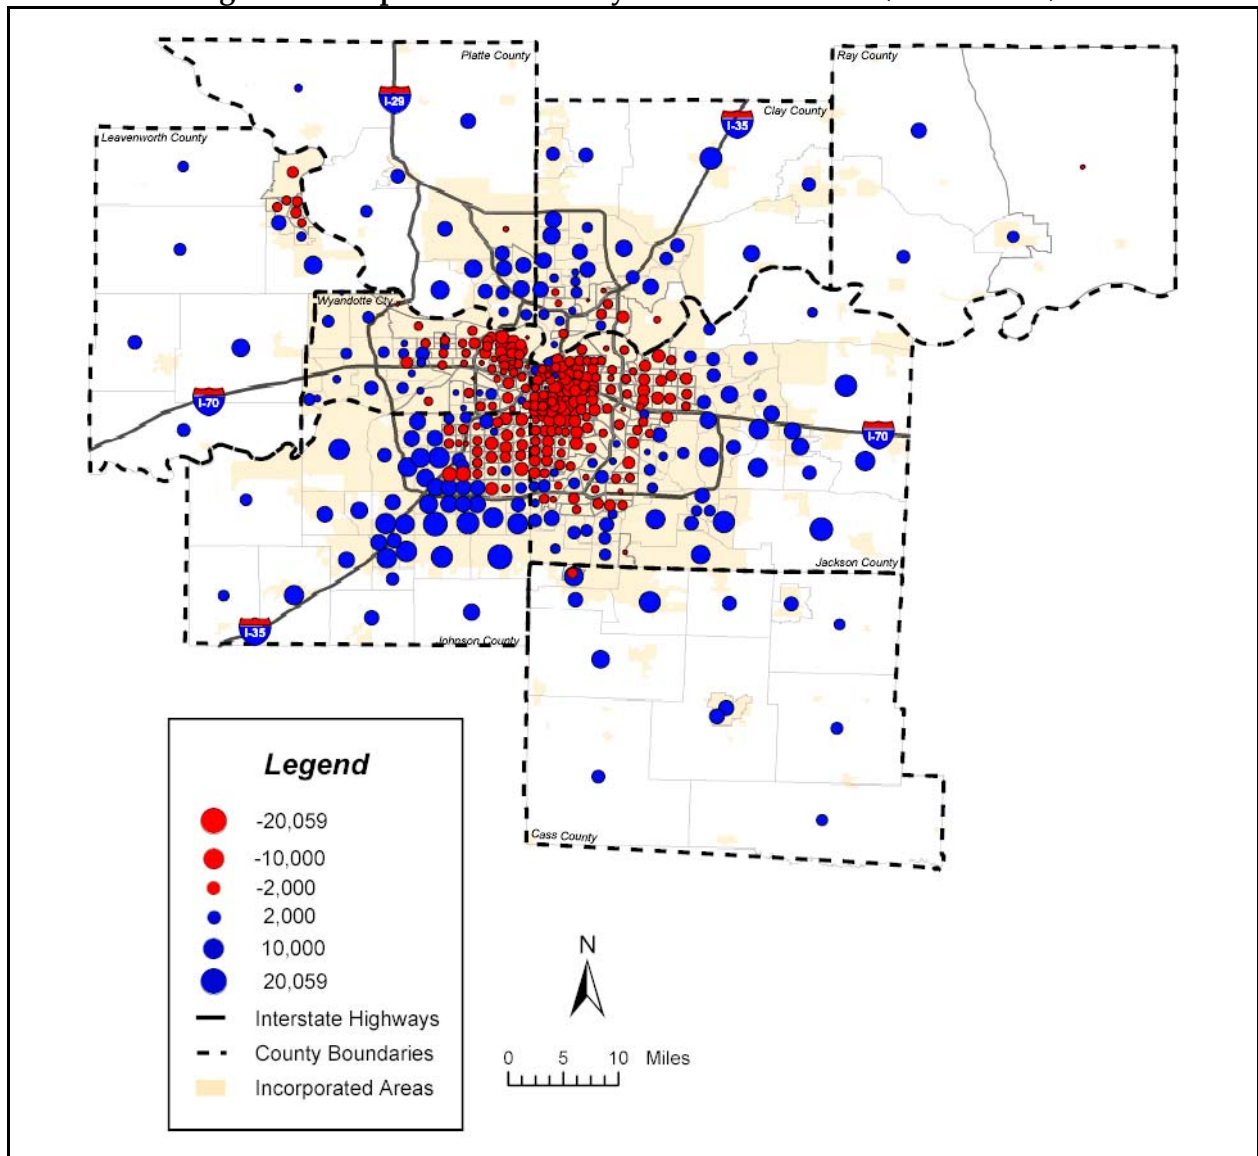 Platte County
Ray County
I-29
Clay County
I-35
Leavenworth County
Wyandotte Cty
I-70
I-70
Jackson County
I-35
Johnson County
Cass County
Legend
-20,059
-10,000
-2,000
2,000
10,000
20,059
Interstate Highways
County Boundaries
Incorporated Areas
N
0 5 10 Miles